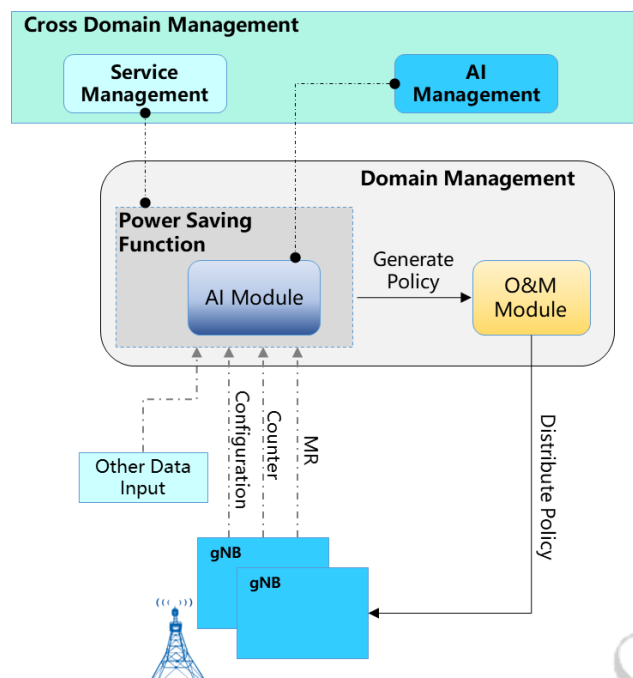 Cross Domain Management
Service
Management
AI
Management
Domain Management
Power Saving
Function
AI Module
Generate
Policy
O&M
Module
Other Data
Input
Configuration
Counter
MR
Distribute Policy
gNB
gNB